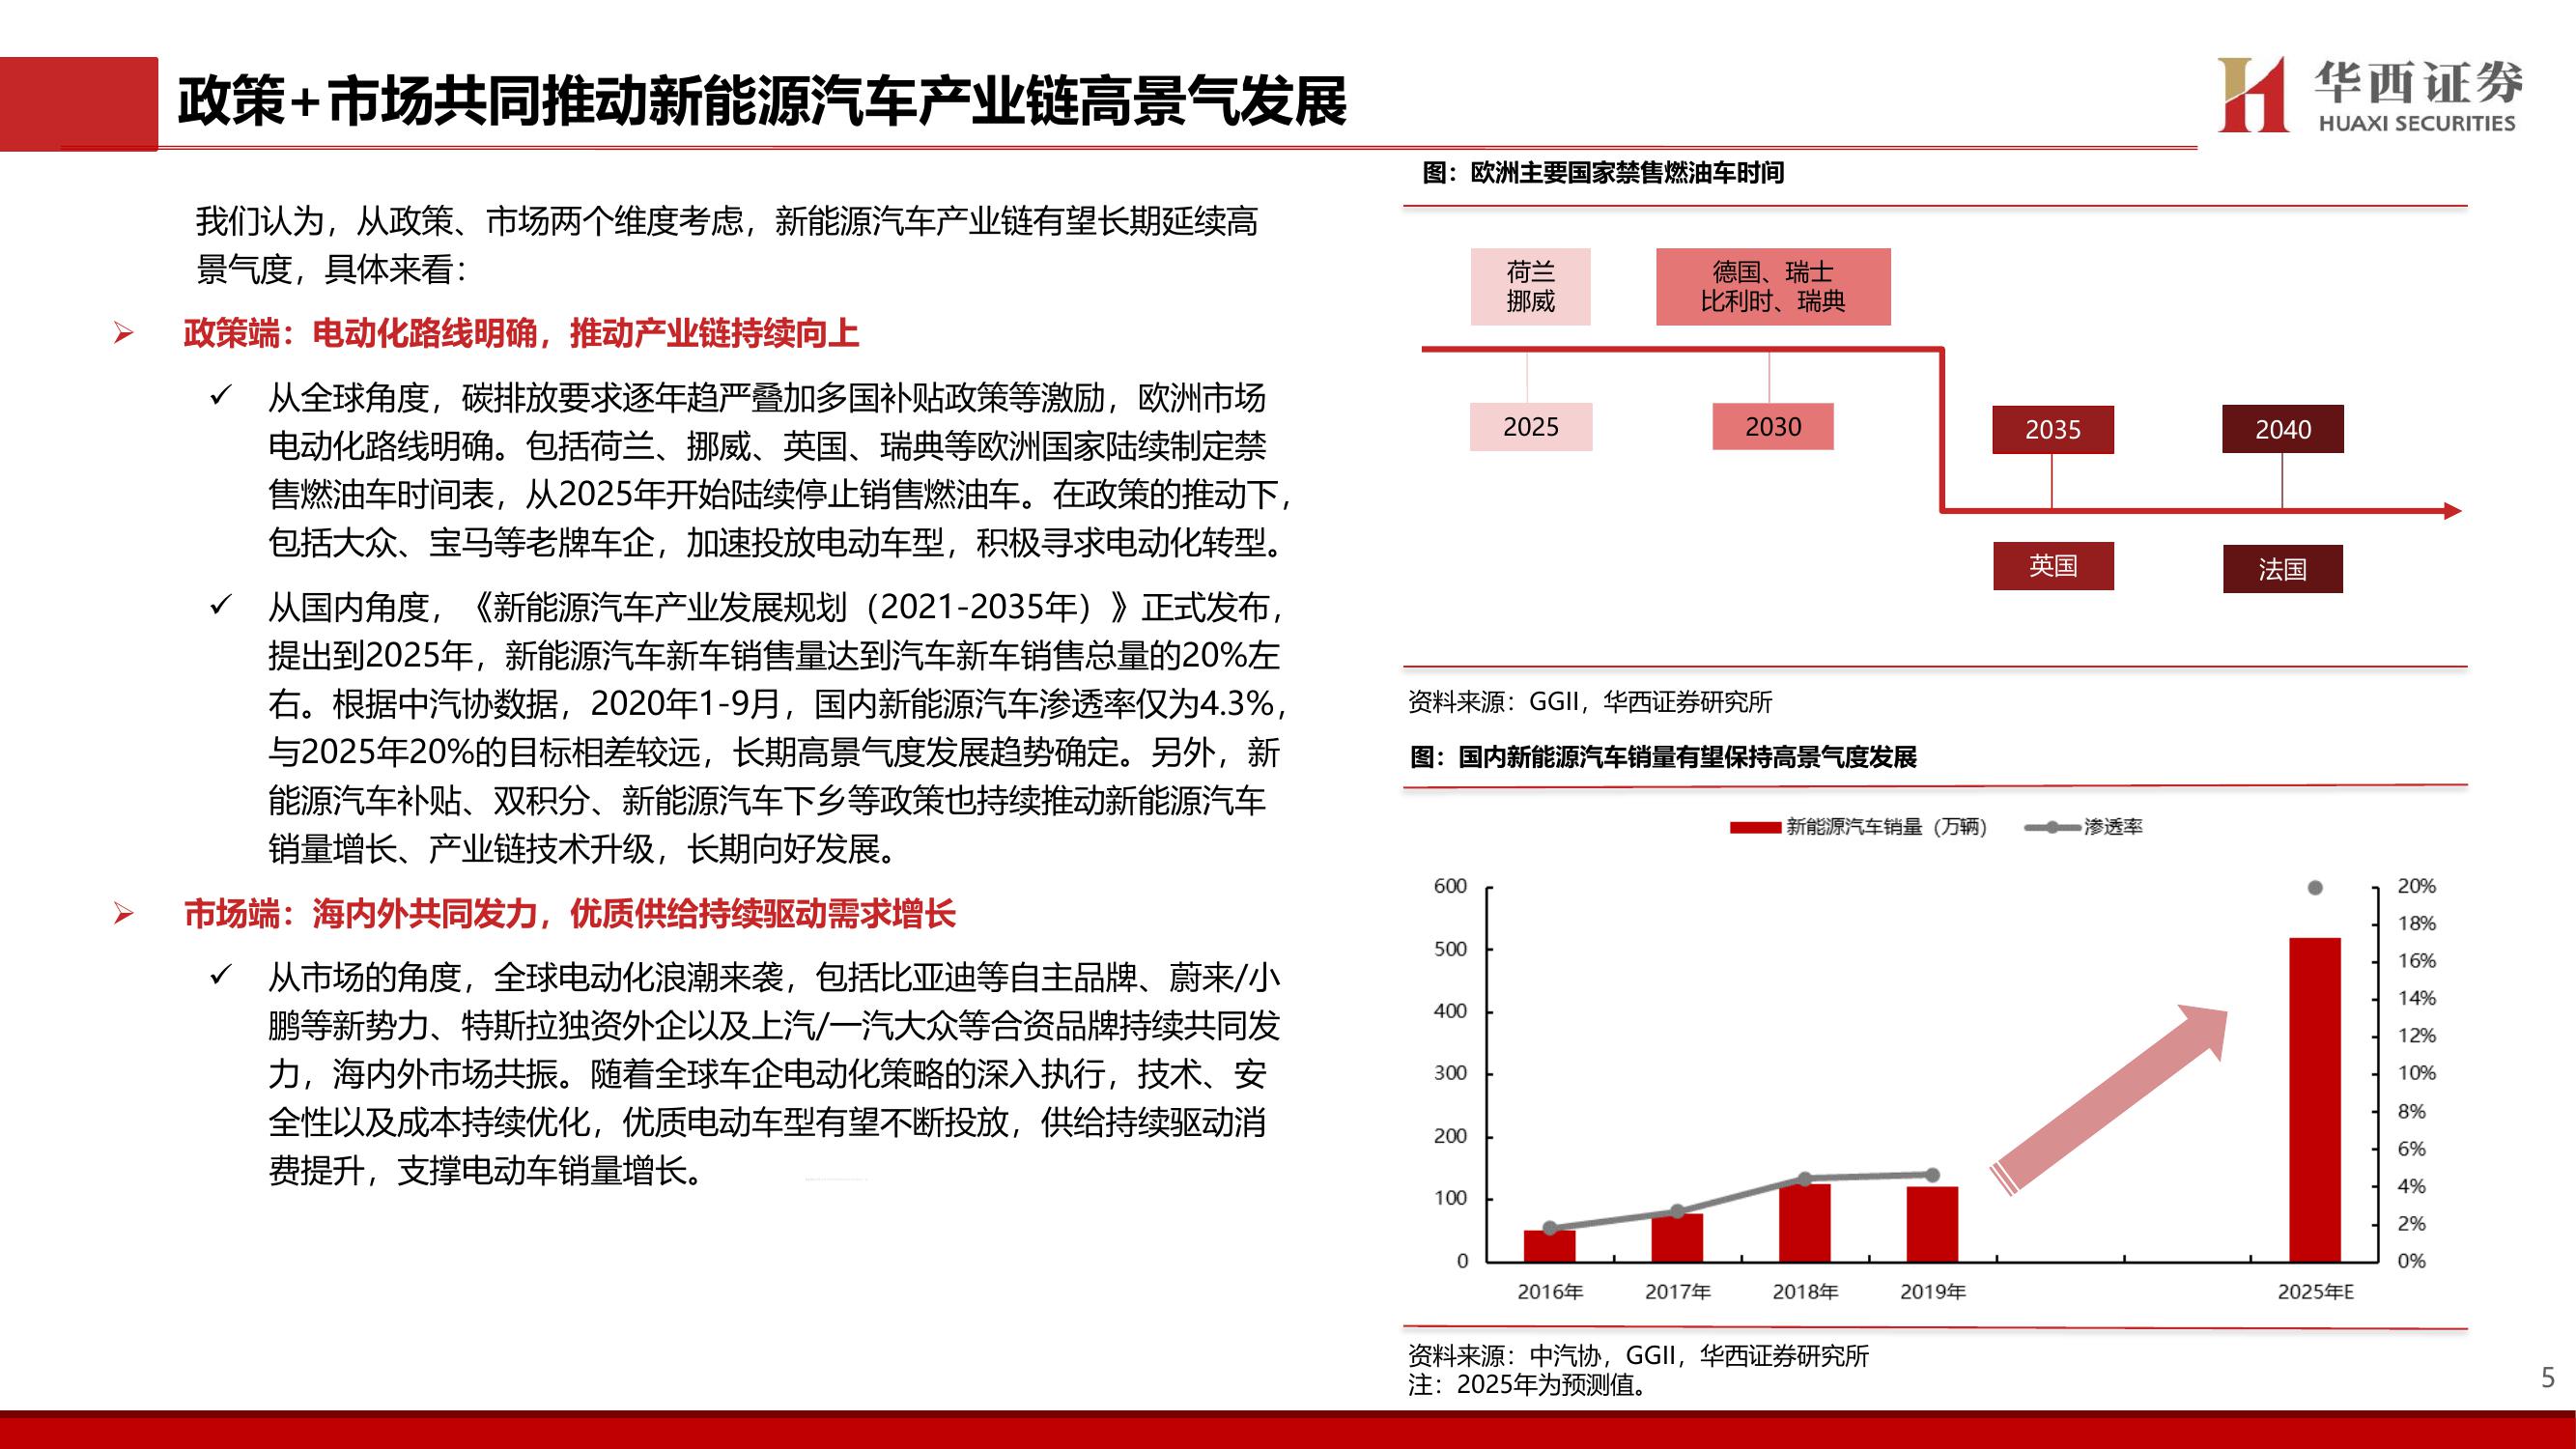 政策+市场共同推动新能源汽车产业链高景气发展
华西证券
HUAXI SECURITIES
我们认为，从政策、市场两个维度考虑，新能源汽车产业链有望长期延续高
景气度，具体来看：
政策端：电动化路线明确，推动产业链持续向上
从全球角度，碳排放要求逐年趋严叠加多国补贴政策等激励，欧洲市场
电动化路线明确。包括荷兰、挪威、英国、瑞典等欧洲国家陆续制定禁
售燃油车时间表，从2025年开始陆续停止销售燃油车。在政策的推动下，
包括大众、宝马等老牌车企，加速投放电动车型，积极寻求电动化转型。
从国内角度，《新能源汽车产业发展规划（2021-2035年）》正式发布，
提出到2025年，新能源汽车新车销售量达到汽车新车销售总量的20%左
右。根据中汽协数据，2020年1-9月，国内新能源汽车渗透率仅为4.3%，
与2025年20%的目标相差较远，长期高景气度发展趋势确定。另外，新
能源汽车补贴、双积分、新能源汽车下乡等政策也持续推动新能源汽车
销量增长、产业链技术升级，长期向好发展。
市场端：海内外共同发力，优质供给持续驱动需求增长
从市场的角度，全球电动化浪潮来袭，包括比亚迪等自主品牌、蔚来/小
鹏等新势力、特斯拉独资外企以及上汽/一汽大众等合资品牌持续共同发
力，海内外市场共振。随着全球车企电动化策略的深入执行，技术、安
全性以及成本持续优化，优质电动车型有望不断投放，供给持续驱动消
费提升，支撑电动车销量增长。
图：欧洲主要国家禁售燃油车时间
荷兰
挪威
德国、瑞士
比利时、瑞典
2025
2030
2035
2040
英国
法国
资料来源：GGII，华西证券研究所
图：国内新能源汽车销量有望保持高景气度发展
新能源汽车销量（万辆）
渗透率
600
500
400
300
200
100
0
20%
18%
16%
14%
12%
10%
8%
6%
4%
2%
0%
2016年
2017年
2018年
2019年
2025年E
资料来源：中汽协，GGII，华西证券研究所
注：2025年为预测值。
5